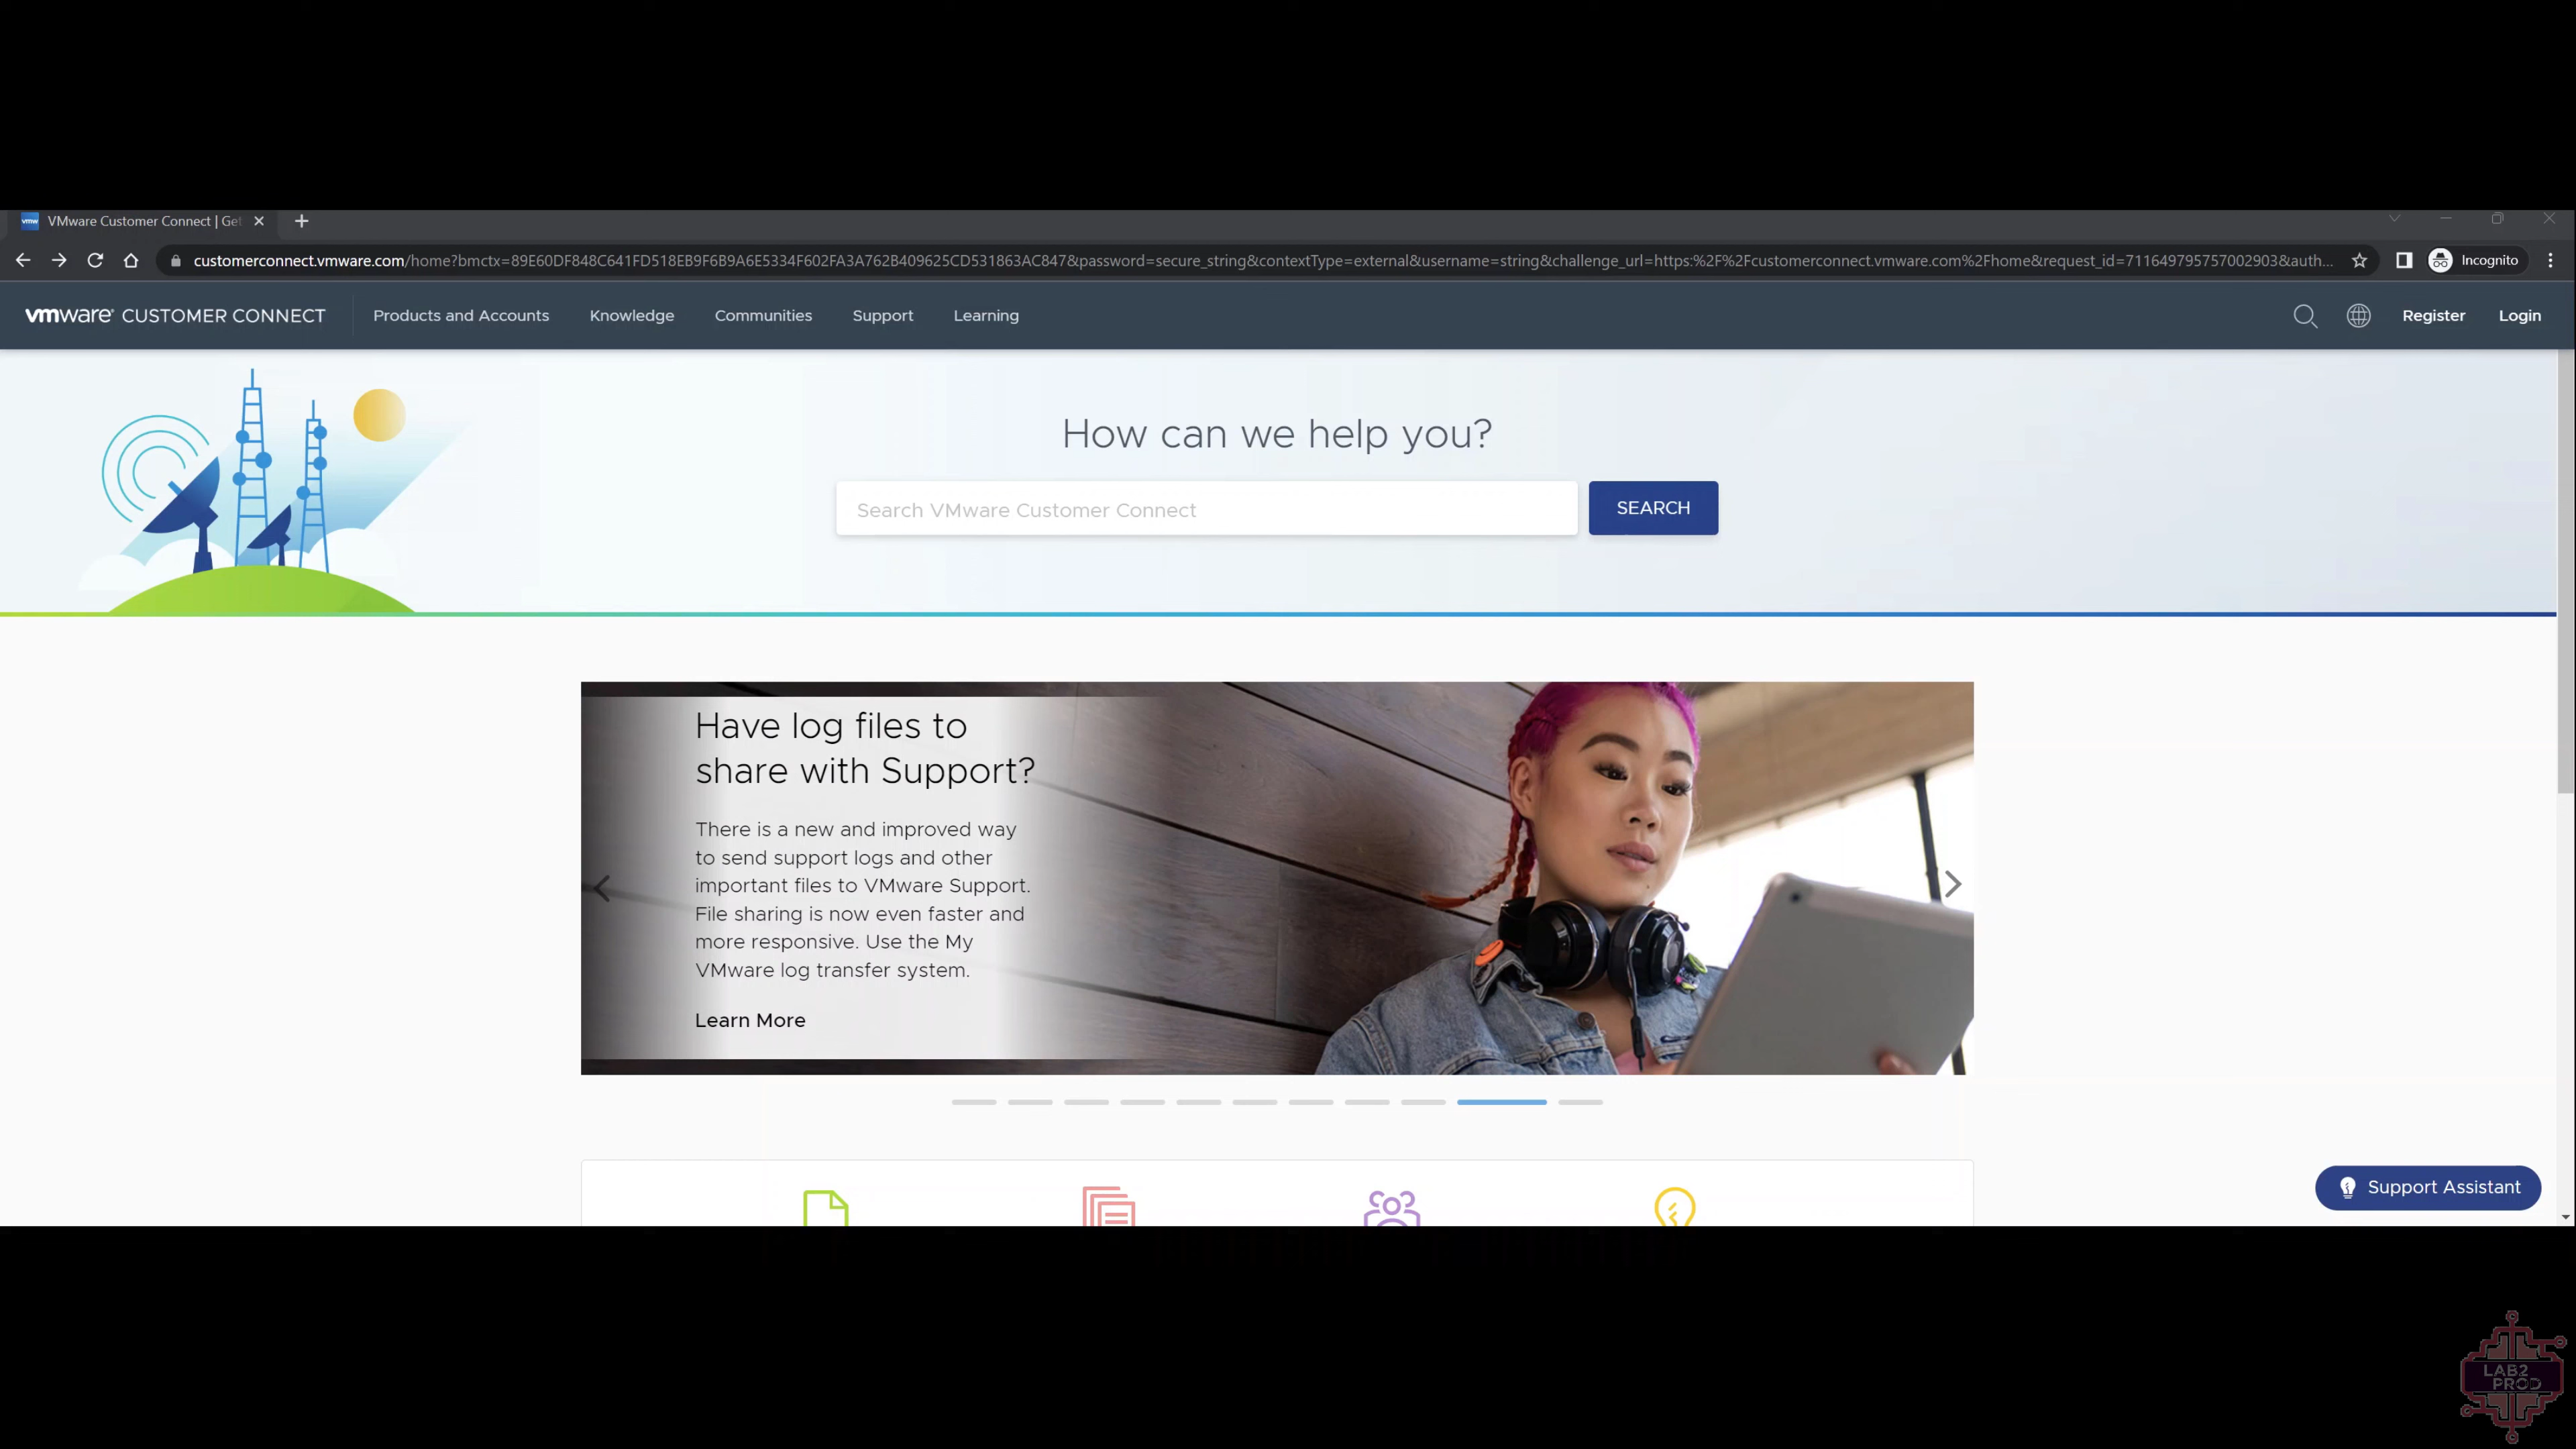 vmw VMware Customer Connect | Get
customerconnect.vmware.com/home?bmctx=89E60DF848C641FD518EB9F6B9A6E5334F602FA3A762B409625CD531863AC847&password=secure_string&contextType=external&username=string&challenge_url=https:%2F%2Fcustomerconnect.vmware.com%2Fhome&request_id=711649795757002903&auth... Incognito
vmware® CUSTOMER CONNECT Products and Accounts Knowledge Communities Support Learning Register Login
How can we help you?
Search VMware Customer Connect SEARCH
Have log files to
share with Support?
There is a new and improved way
to send support logs and other
important files to VMware Support.
File sharing is now even faster and
more responsive. Use the My
VMware log transfer system.
Learn More
Support Assistant
LAB2
PROD